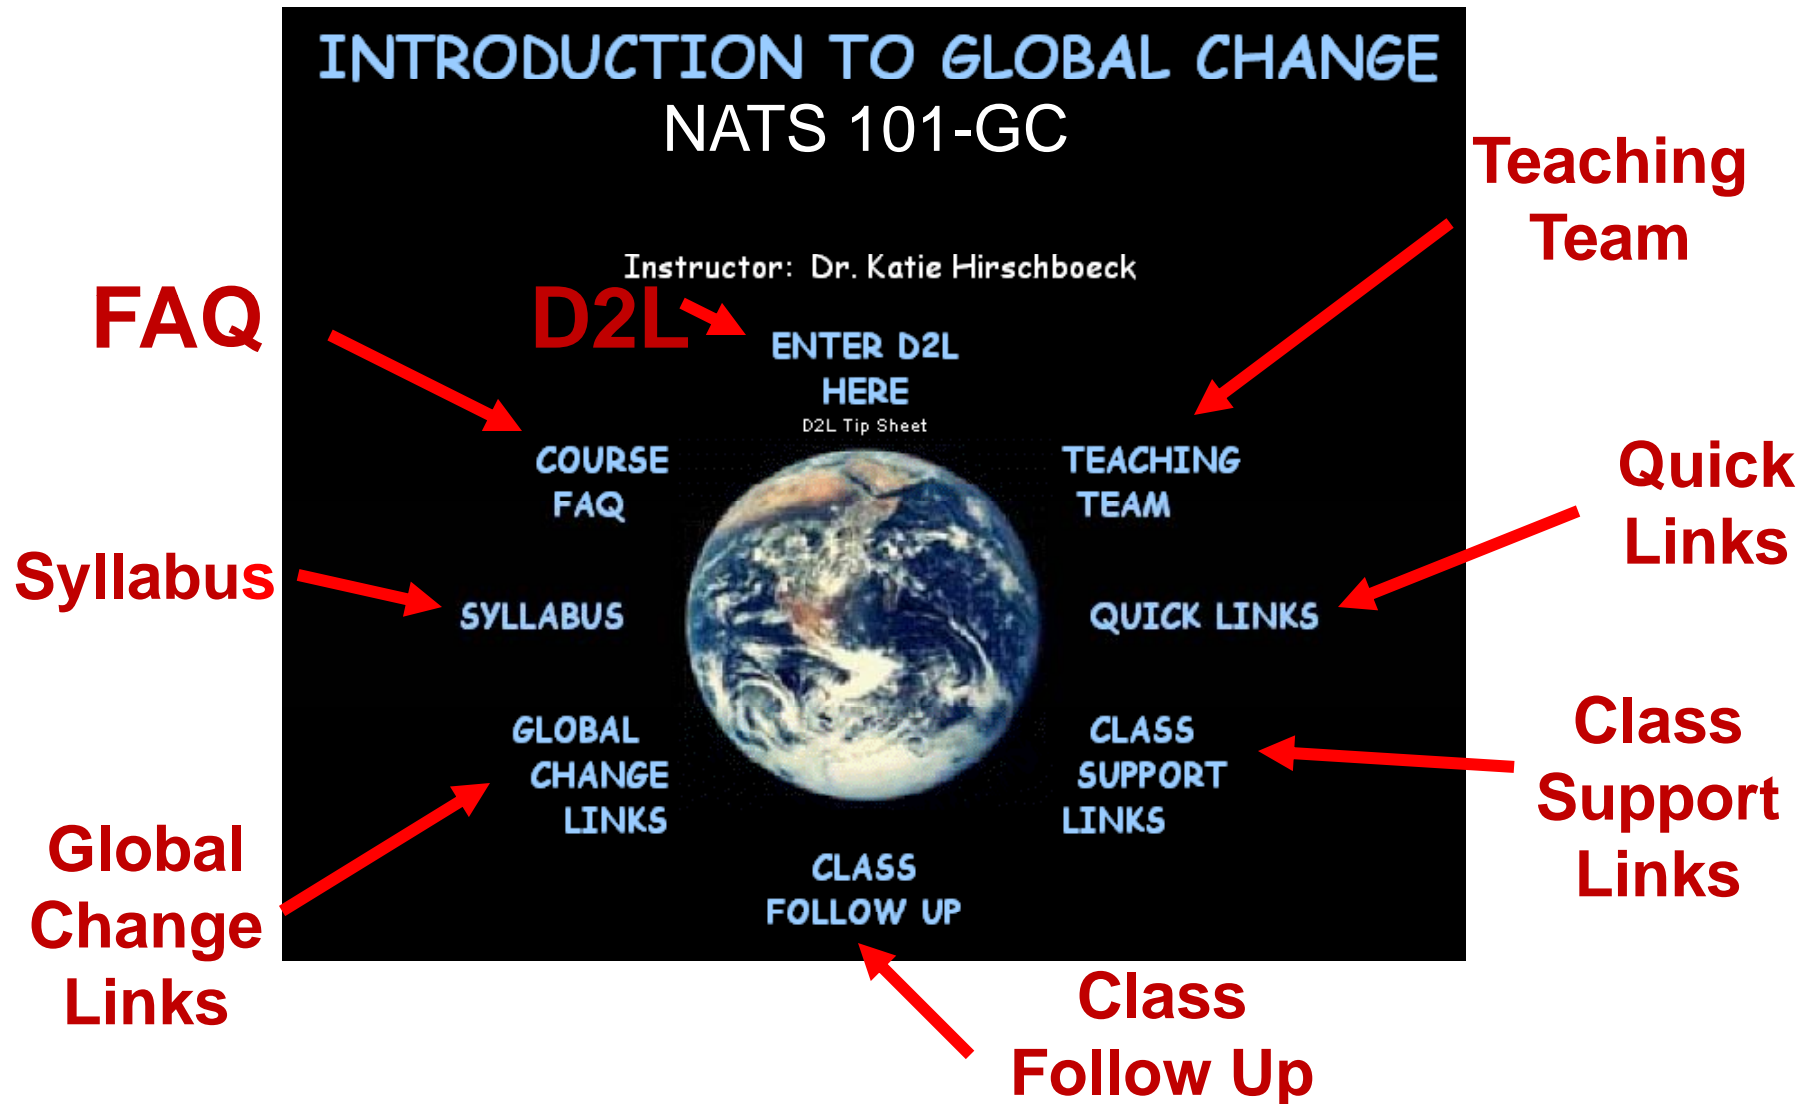 INTRODUCTION TO GLOBAL CHANGE
NATS 101-GC
Instructor: Dr. Katie Hirschboeck
Teaching
Team
FAQ
D2L
ENTER D2L
HERE
D2L Tip Sheet
COURSE
FAQ
TEACHING
TEAM
Quick
Links
Syllabus
SYLLABUS
QUICK LINKS
GLOBAL
CHANGE
LINKS
CLASS
SUPPORT
LINKS
Class
Support
Links
Global
Change
Links
CLASS
FOLLOW UP
Class
Follow Up